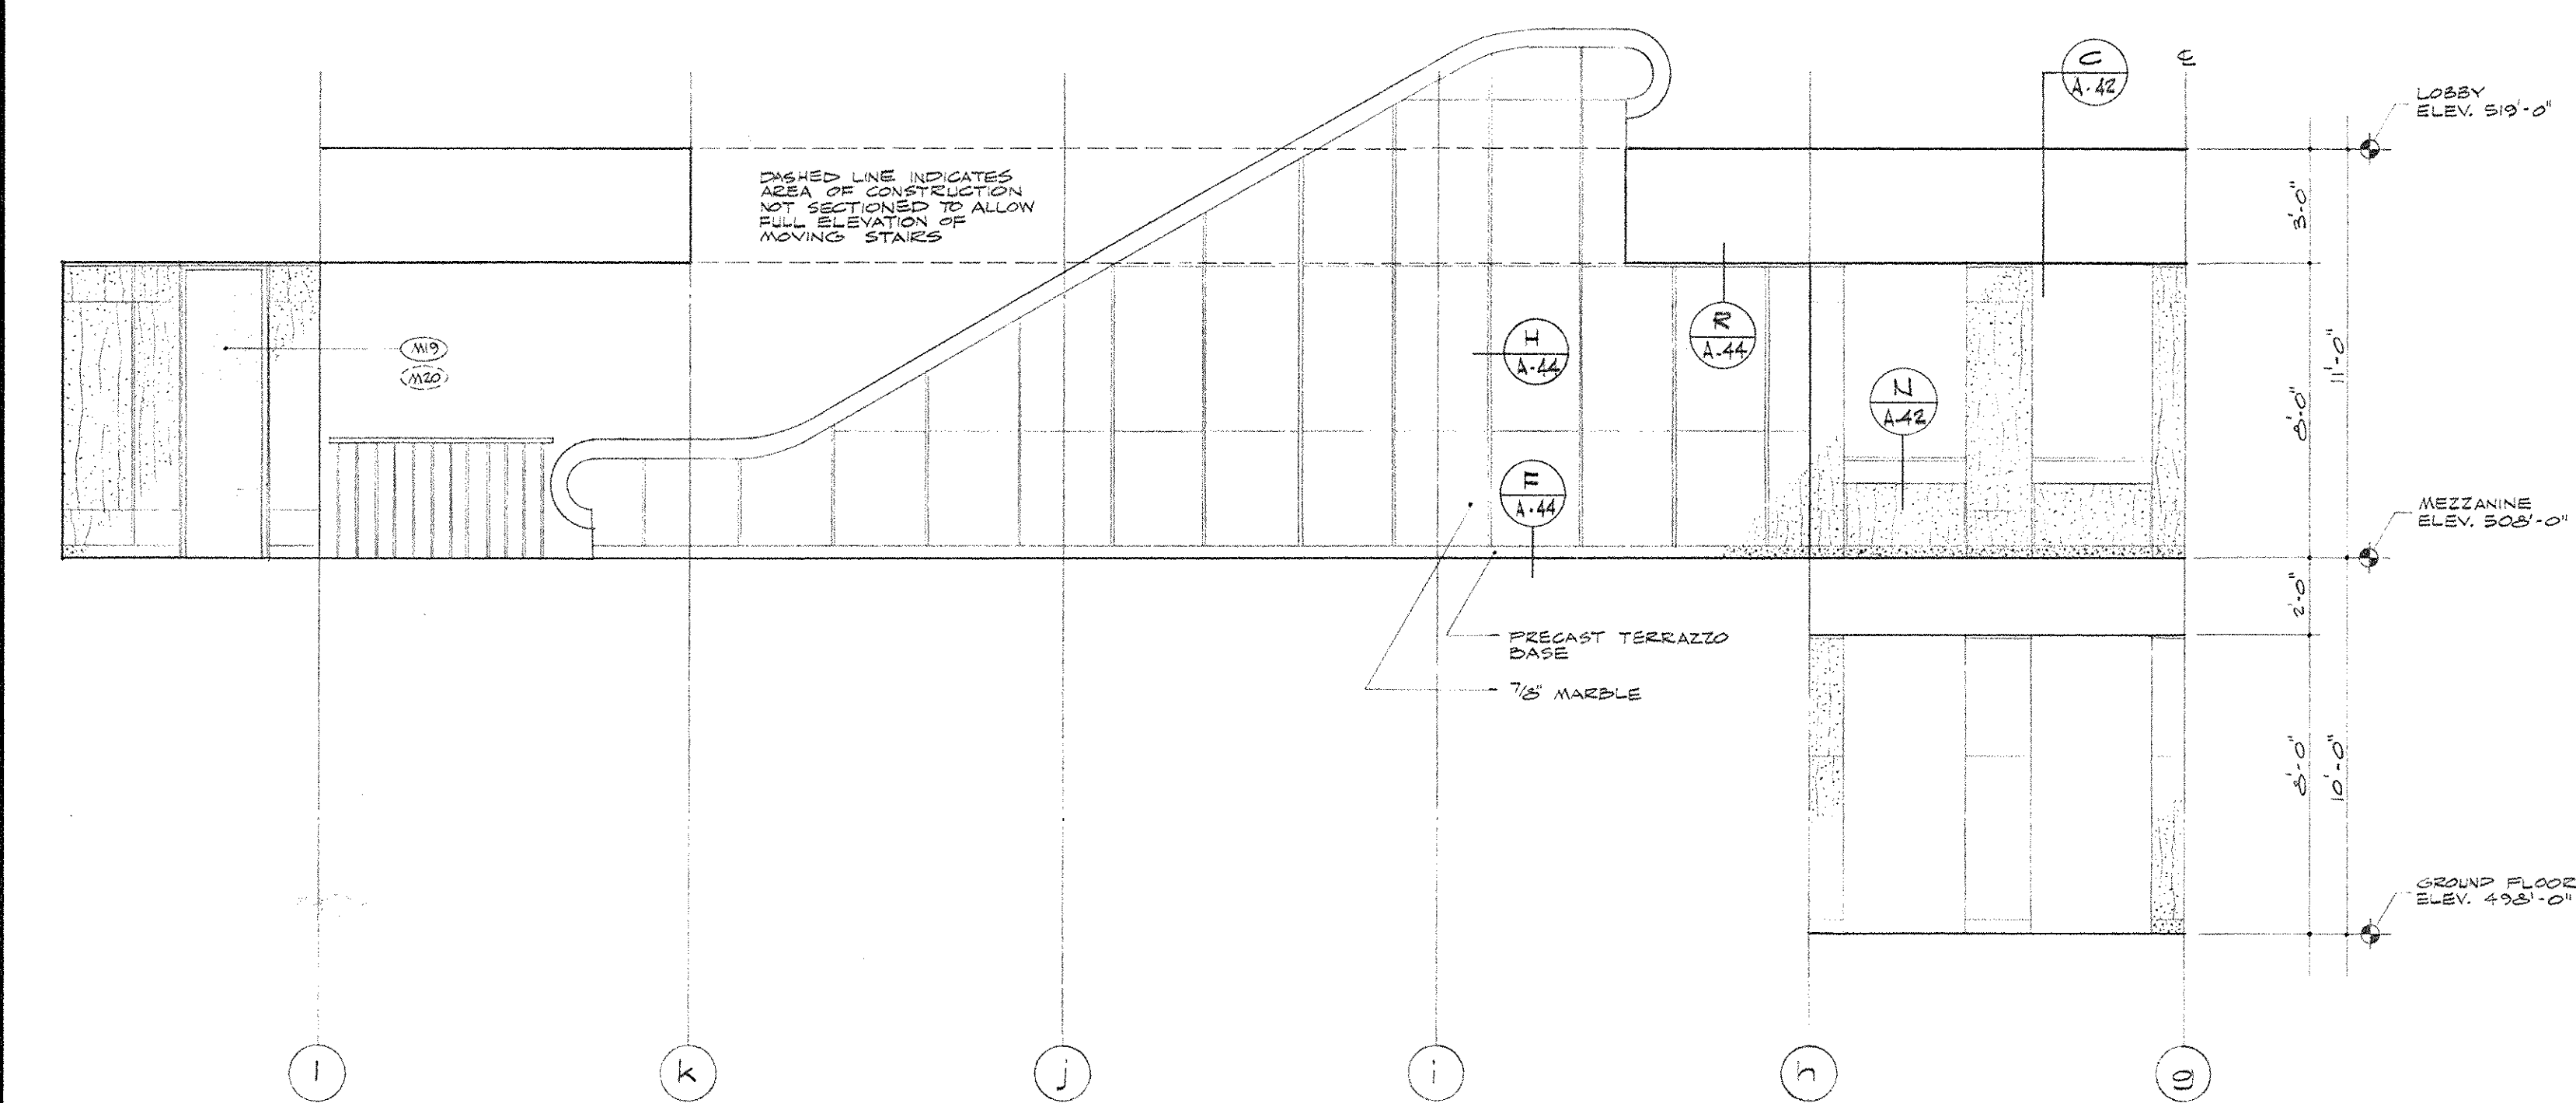 C
A-42
℄
LOBBY
ELEV. 519'-0"
DASHED LINE INDICATES
AREA OF CONSTRUCTION
NOT SECTIONED TO ALLOW
FULL ELEVATION OF
MOVING STAIRS
3'-0"
M19
M20
H
A-44
R
A-44
N
A-42
8'-0"
11'-0"
F
A-44
MEZZANINE
ELEV. 508'-0"
2'-0"
PRECAST TERRAZZO
BASE
7/8" MARBLE
8'-0"
10'-0"
GROUND FLOOR
ELEV. 498'-0"
l
k
j
i
h
g